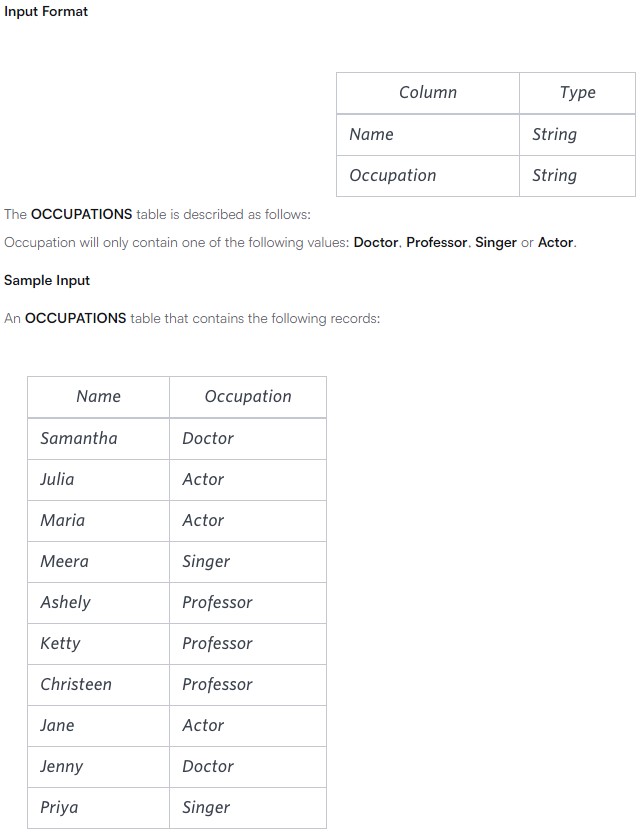 Input Format
Column Type
Name String
Occupation String
The OCCUPATIONS table is described as follows:
Occupation will only contain one of the following values: Doctor, Professor, Singer or Actor.
Sample Input
An OCCUPATIONS table that contains the following records:
Name Occupation
Samantha Doctor
Julia Actor
Maria Actor
Meera Singer
Ashely Professor
Ketty Professor
Christeen Professor
Jane Actor
Jenny Doctor
Priya Singer